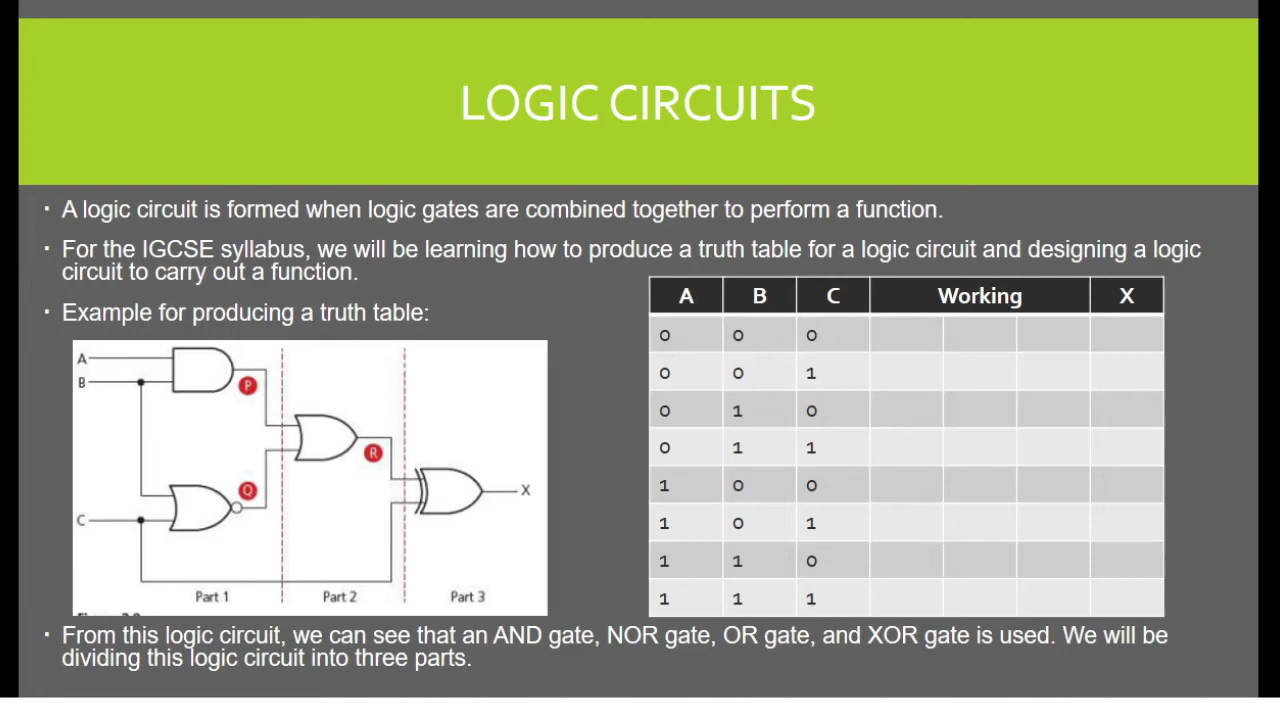 LOGIC CIRCUITS
· A logic circuit is formed when logic gates are combined together to perform a function.
· For the IGCSE syllabus, we will be learning how to produce a truth table for a logic circuit and designing a logic
circuit to carry out a function.
· Example for producing a truth table:
A
B
P
R
Q
X
C
Part 1 Part 2 Part 3
A B C Working X
0 0 0
0 0 1
0 1 0
0 1 1
1 0 0
1 0 1
1 1 0
1 1 1
· From this logic circuit, we can see that an AND gate, NOR gate, OR gate, and XOR gate is used. We will be
dividing this logic circuit into three parts.